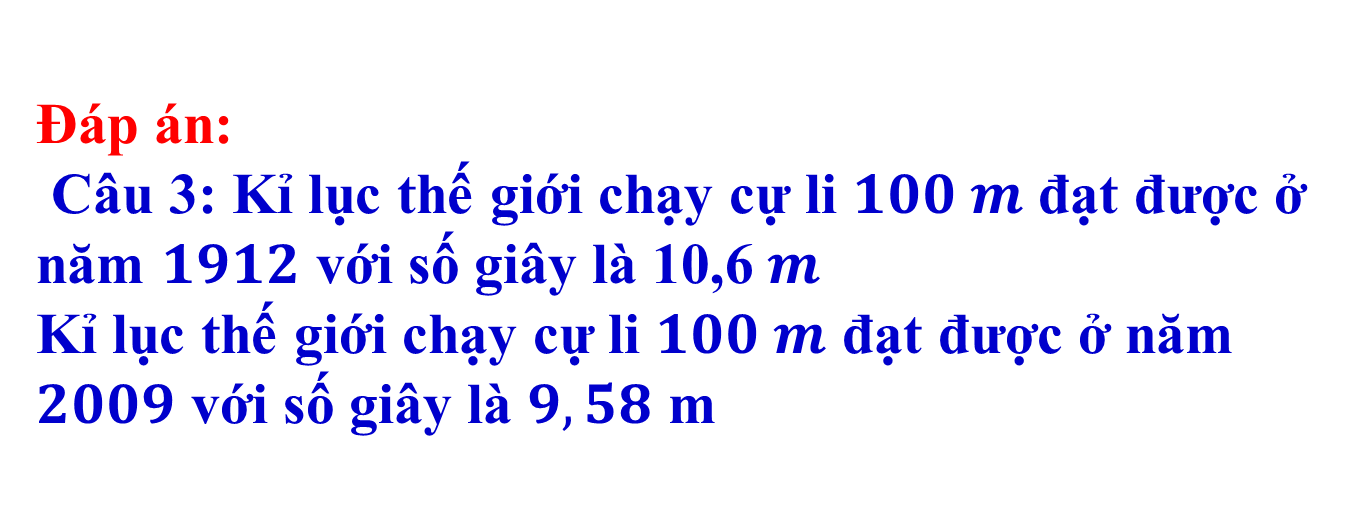 Đáp án:
Câu 3: Kỉ lục thế giới chạy cự li 100 m đạt được ở
năm 1912 với số giây là 10,6 m
Kỉ lục thế giới chạy cự li 100 m đạt được ở năm
2009 với số giây là 9,58 m